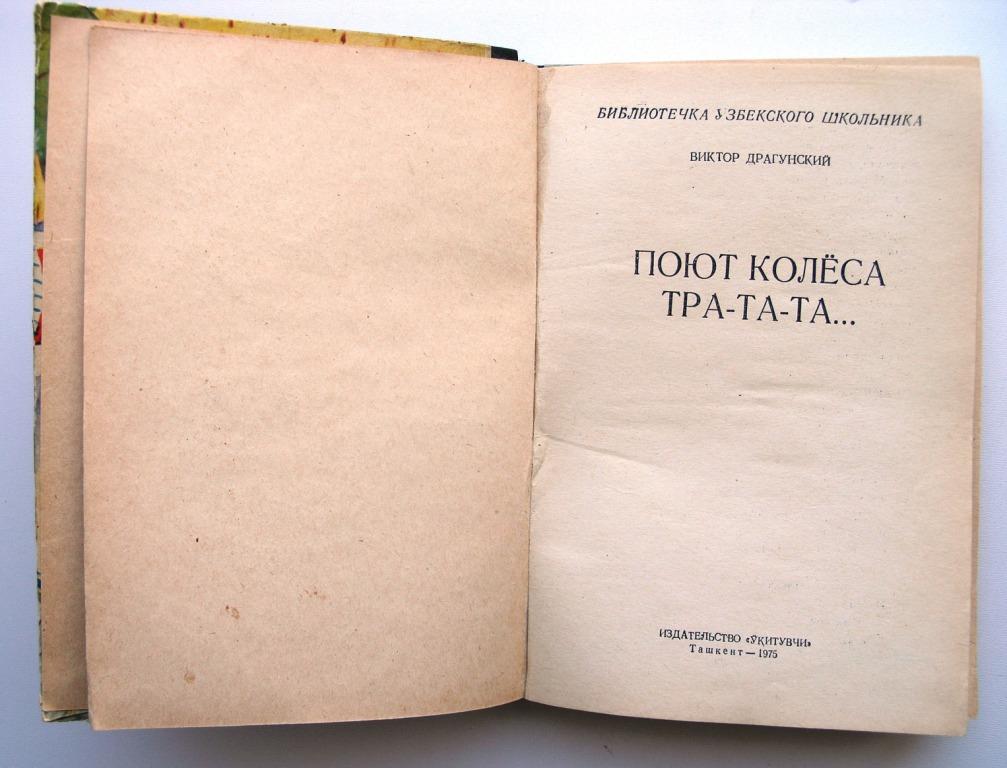 БИБЛИОТЕЧКА УЗБЕКСКОГО ШКОЛЬНИКА
ВИКТОР ДРАГУНСКИЙ
ПОЮТ КОЛЁСА
ТРА-ТА-ТА...
ИЗДАТЕЛЬСТВО «ЎҚИТУВЧИ»
Ташкент — 1975